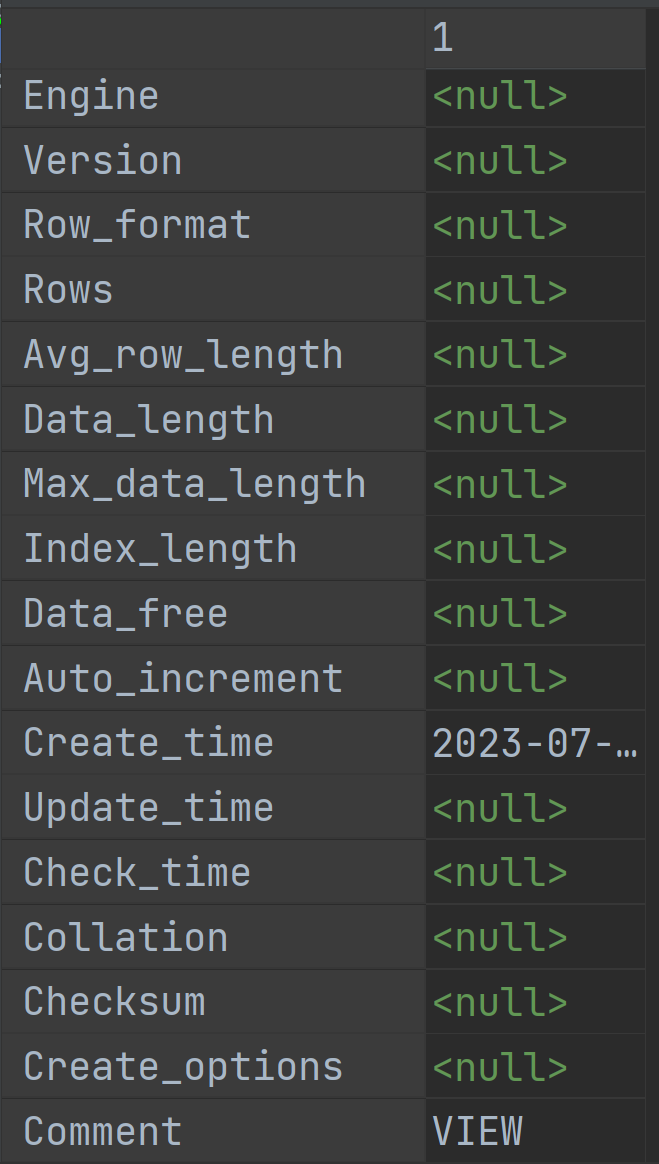 1
Engine <null>
Version <null>
Row_format <null>
Rows <null>
Avg_row_length <null>
Data_length <null>
Max_data_length <null>
Index_length <null>
Data_free <null>
Auto_increment <null>
Create_time 2023-07-…
Update_time <null>
Check_time <null>
Collation <null>
Checksum <null>
Create_options <null>
Comment VIEW